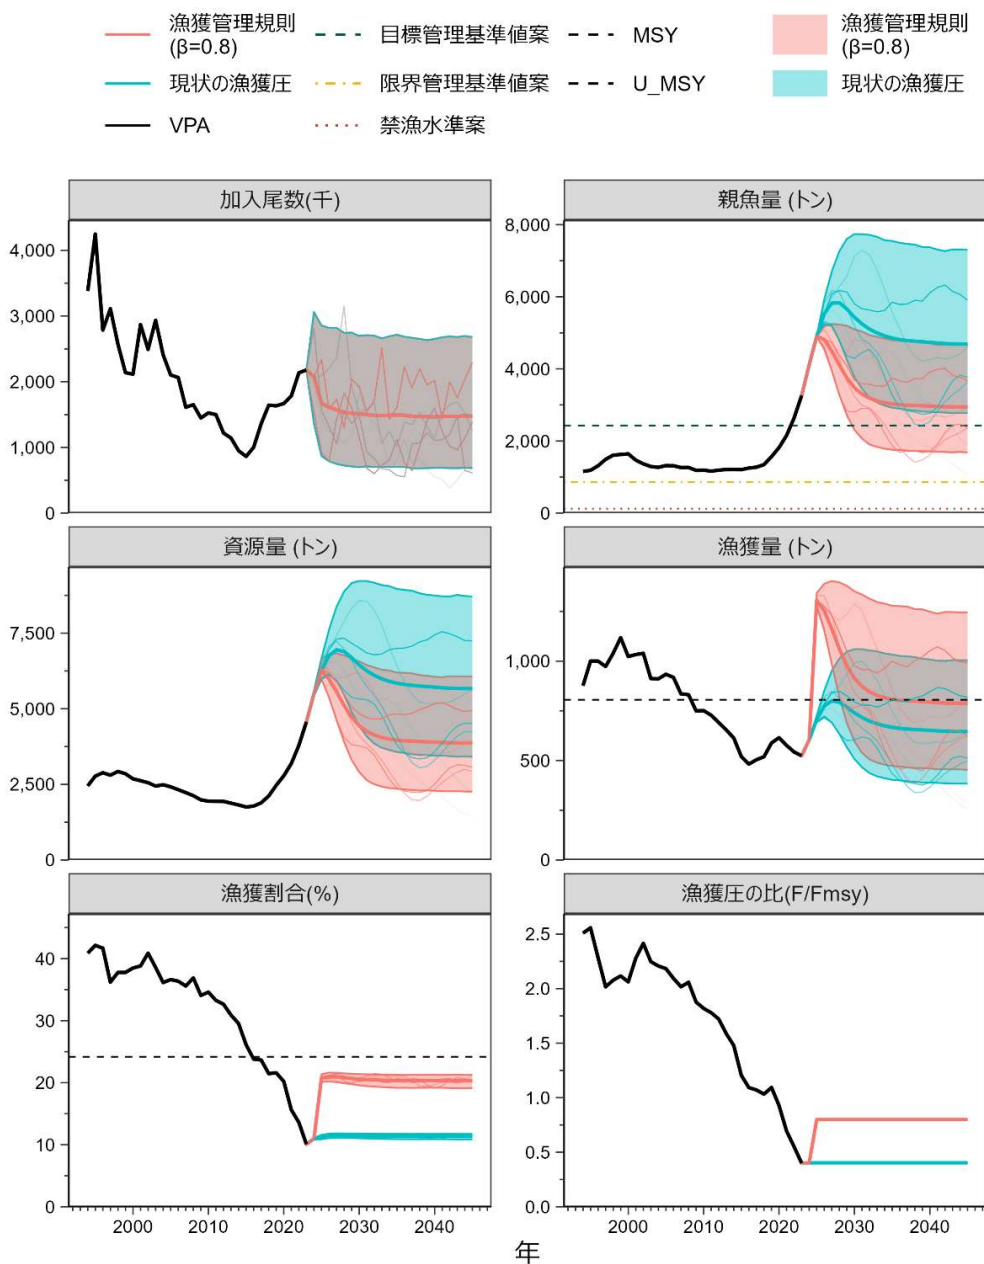 漁獲管理規則
(β=0.8)
目標管理基準値案
MSY
漁獲管理規則
(β=0.8)
現状の漁獲圧
限界管理基準値案
U_MSY
現状の漁獲圧
VPA
禁漁水準案
加入尾数(千)
4,000
3,000
2,000
1,000
0
親魚量 (トン)
8,000
6,000
4,000
2,000
0
資源量 (トン)
7,500
5,000
2,500
0
漁獲量 (トン)
1,000
500
0
漁獲割合(%)
40
30
20
10
0
2000 2010 2020 2030 2040
漁獲圧の比(F/Fmsy)
2.5
2.0
1.5
1.0
0.5
0.0
2000 2010 2020 2030 2040
年